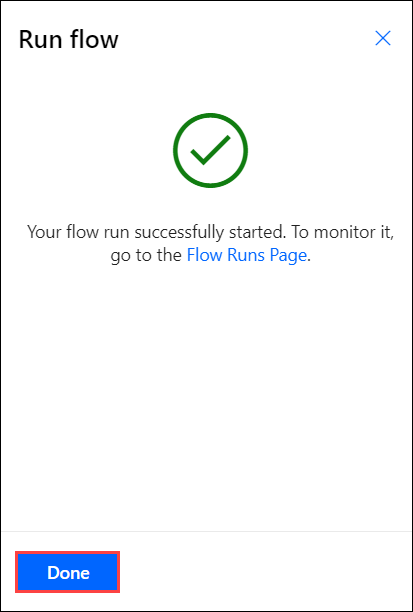 Run flow
Your flow run successfully started. To monitor it,
go to the Flow Runs Page.
Done